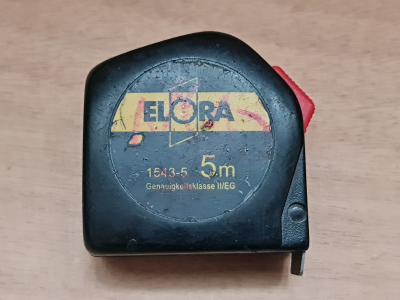 ELORA
1543-5 5m
Genauigkeitsklasse II/EG